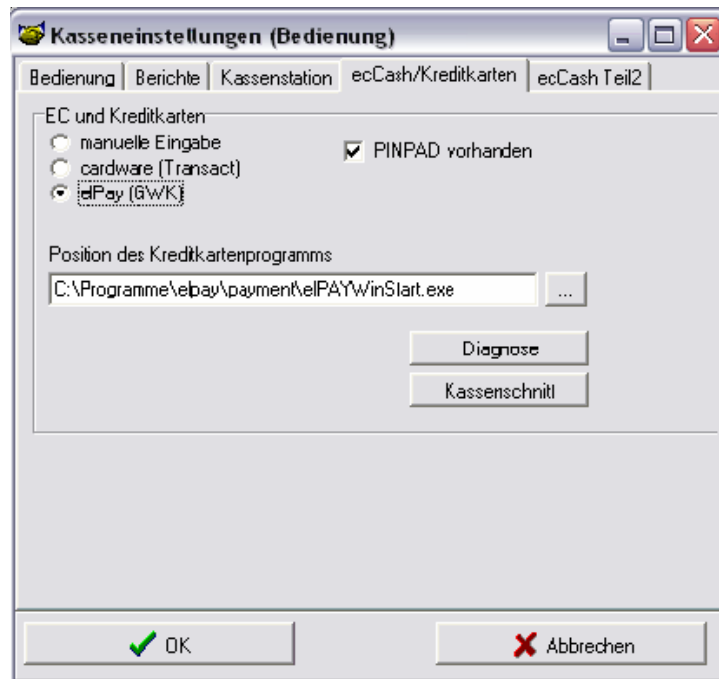 Kasseneinstellungen (Bedienung)
Bedienung Berichte Kassenstation ecCash/Kreditkarten ecCash Teil2
EC und Kreditkarten
manuelle Eingabe
PINPAD vorhanden
cardware (Transact)
elPay (GWK)
Position des Kreditkartenprogramms
C:\Programme\elpay\payment\elPAYWinStart.exe ...
Diagnose
Kassenschnitt
OK Abbrechen